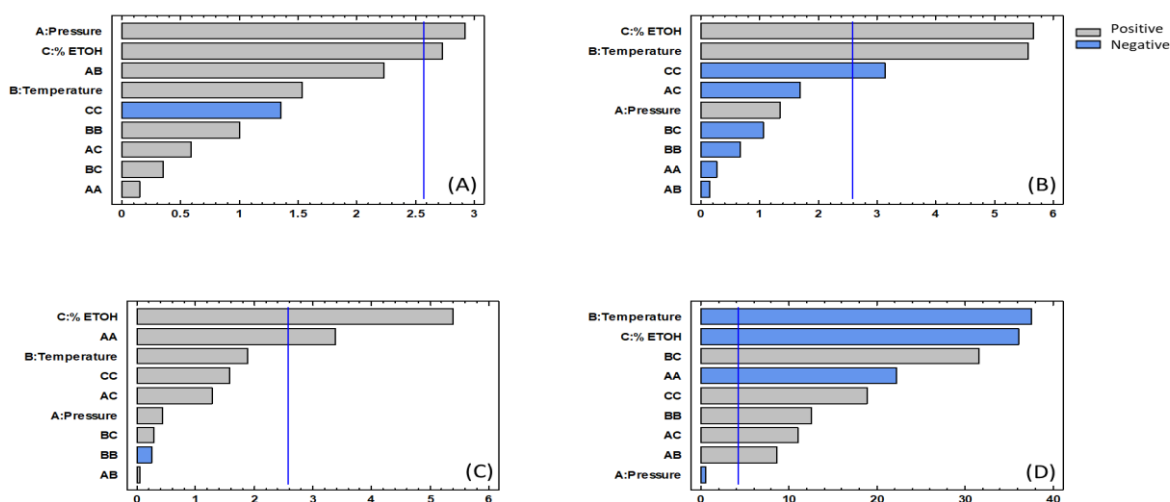 A:Pressure
C:% ETOH
AB
B:Temperature
CC
BB
AC
BC
AA
(A)
0 0.5 1 1.5 2 2.5 3
C:% ETOH
B:Temperature
CC
AC
A:Pressure
BC
BB
AA
AB
(B)
0 1 2 3 4 5 6
Positive
Negative
C:% ETOH
AA
B:Temperature
CC
AC
A:Pressure
BC
BB
AB
(C)
0 1 2 3 4 5 6
B:Temperature
C:% ETOH
BC
AA
CC
BB
AC
AB
A:Pressure
(D)
0 10 20 30 40